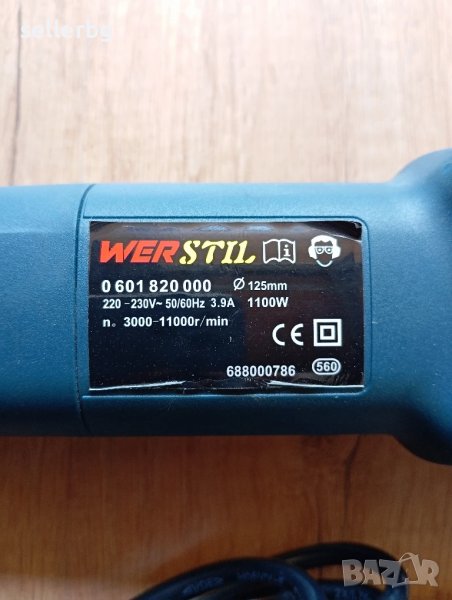 sellerbg
WERSTIL
0 601 820 000 Ø 125mm
220-230V~ 50/60Hz 3.9A 1100W
n。 3000-11000r/min
CE
688000786 560
BAZAR